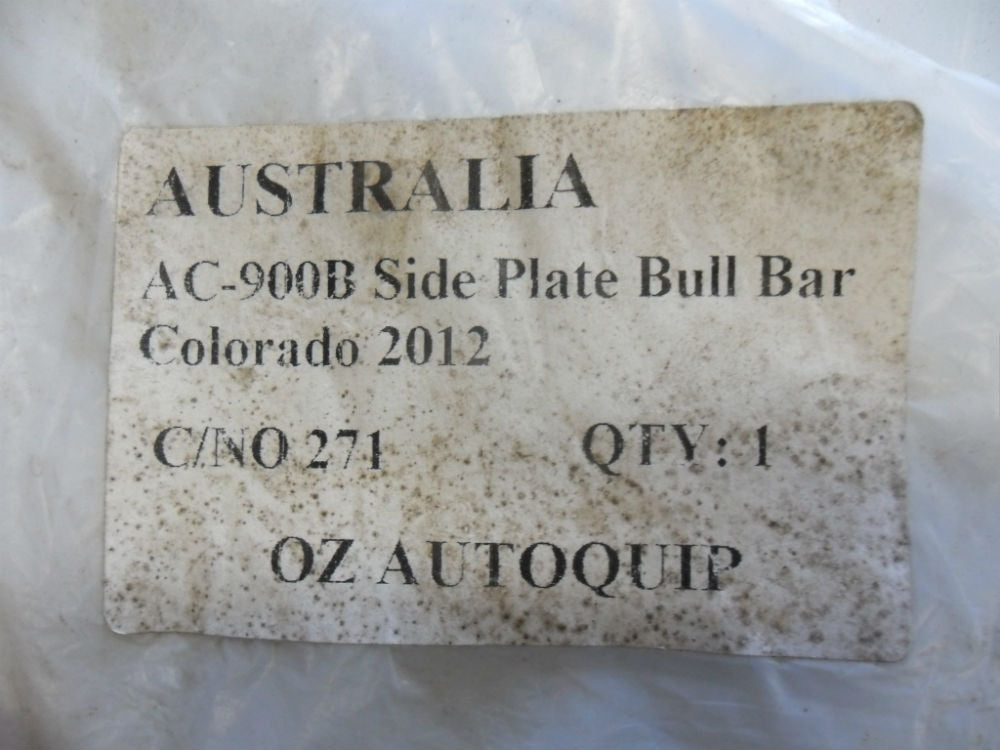 AUSTRALIA
AC-900B Side Plate Bull Bar
Colorado 2012
C/NO 271 QTY: 1
OZ AUTOQUIP